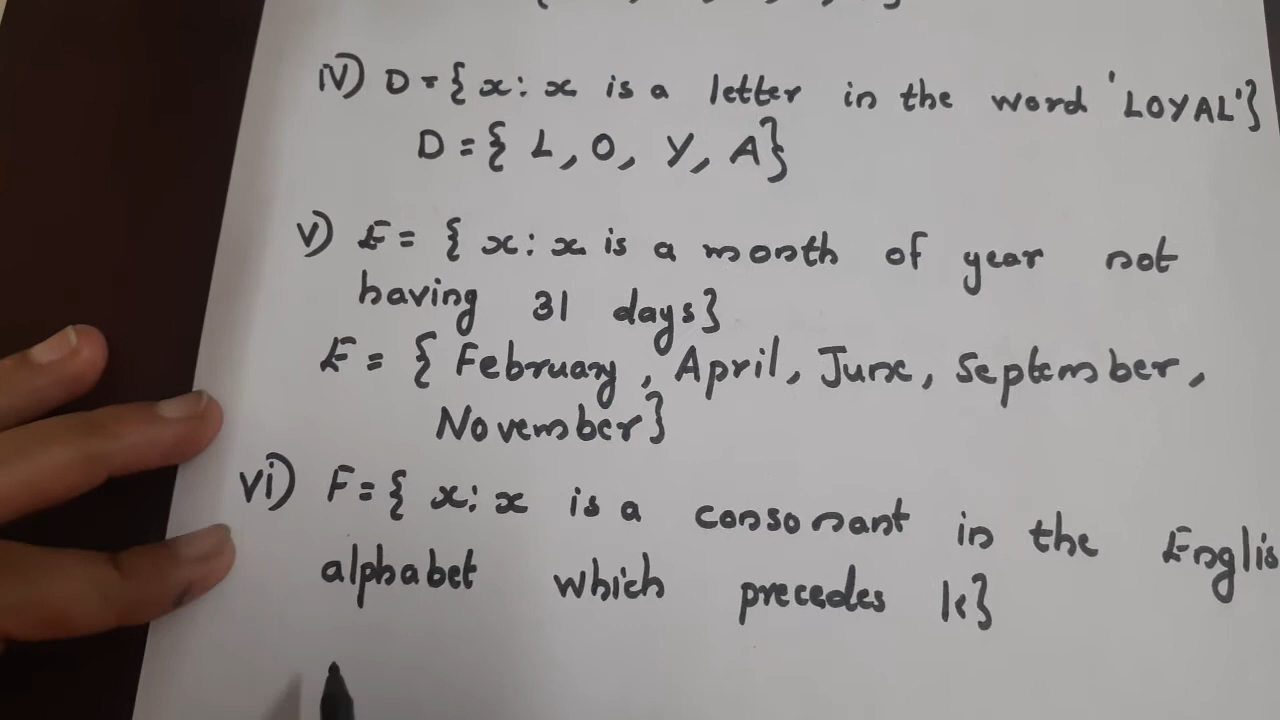 iv) D = { x : x is a letter in the word 'LOYAL'}
D = { L, O, Y, A}
v) E = { x : x is a month of year not
having 31 days}
E = { February, April, June, September,
November}
vi) F = { x : x is a consonant in the Englis
alphabet which precedes k}